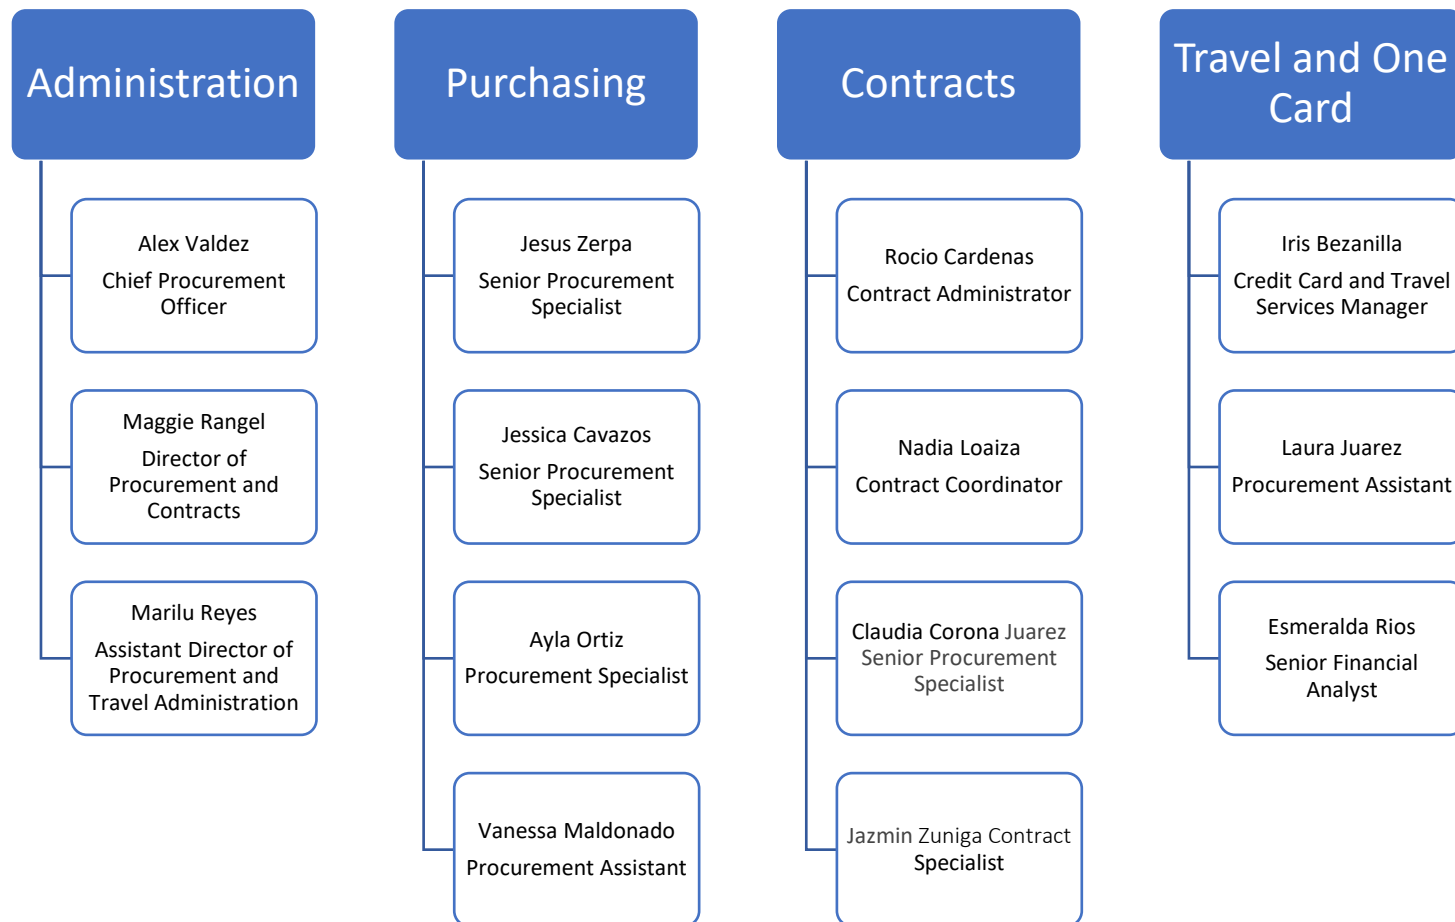 Administration
Alex Valdez
Chief Procurement
Officer
Maggie Rangel
Director of
Procurement and
Contracts
Marilu Reyes
Assistant Director of
Procurement and
Travel Administration
Purchasing
Jesus Zerpa
Senior Procurement
Specialist
Jessica Cavazos
Senior Procurement
Specialist
Ayla Ortiz
Procurement Specialist
Vanessa Maldonado
Procurement Assistant
Contracts
Rocio Cardenas
Contract Administrator
Nadia Loaiza
Contract Coordinator
Claudia Corona Juarez
Senior Procurement
Specialist
Jazmin Zuniga Contract
Specialist
Travel and One
Card
Iris Bezanilla
Credit Card and Travel
Services Manager
Laura Juarez
Procurement Assistant
Esmeralda Rios
Senior Financial
Analyst